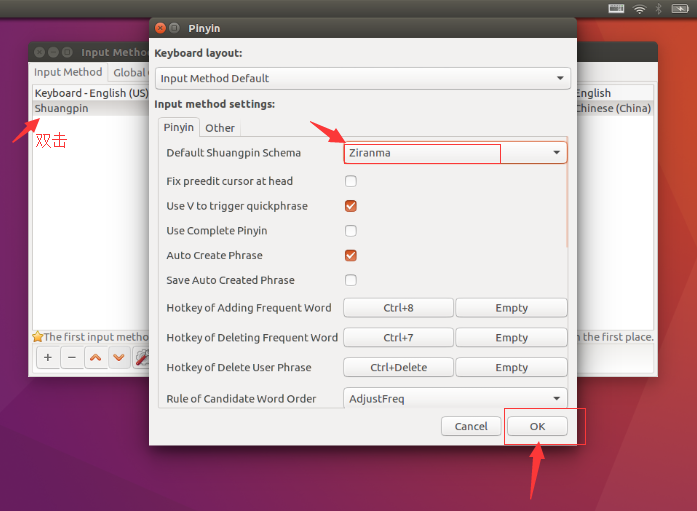 Pinyin
Input Metho
Keyboard layout:
Input Method Default
Input Method
Global
Keyboard - English (US)
English
Shuangpin
Chinese (China)
双击
Input method settings:
Pinyin
Other
Default Shuangpin Schema
Ziranma
Fix preedit cursor at head
Use V to trigger quickphrase
Use Complete Pinyin
Auto Create Phrase
Save Auto Created Phrase
Hotkey of Adding Frequent Word
Ctrl+8
Empty
Hotkey of Deleting Frequent Word
Ctrl+7
Empty
Hotkey of Delete User Phrase
Ctrl+Delete
Empty
Rule of Candidate Word Order
AdjustFreq
The first input metho
the first place.
Cancel
OK